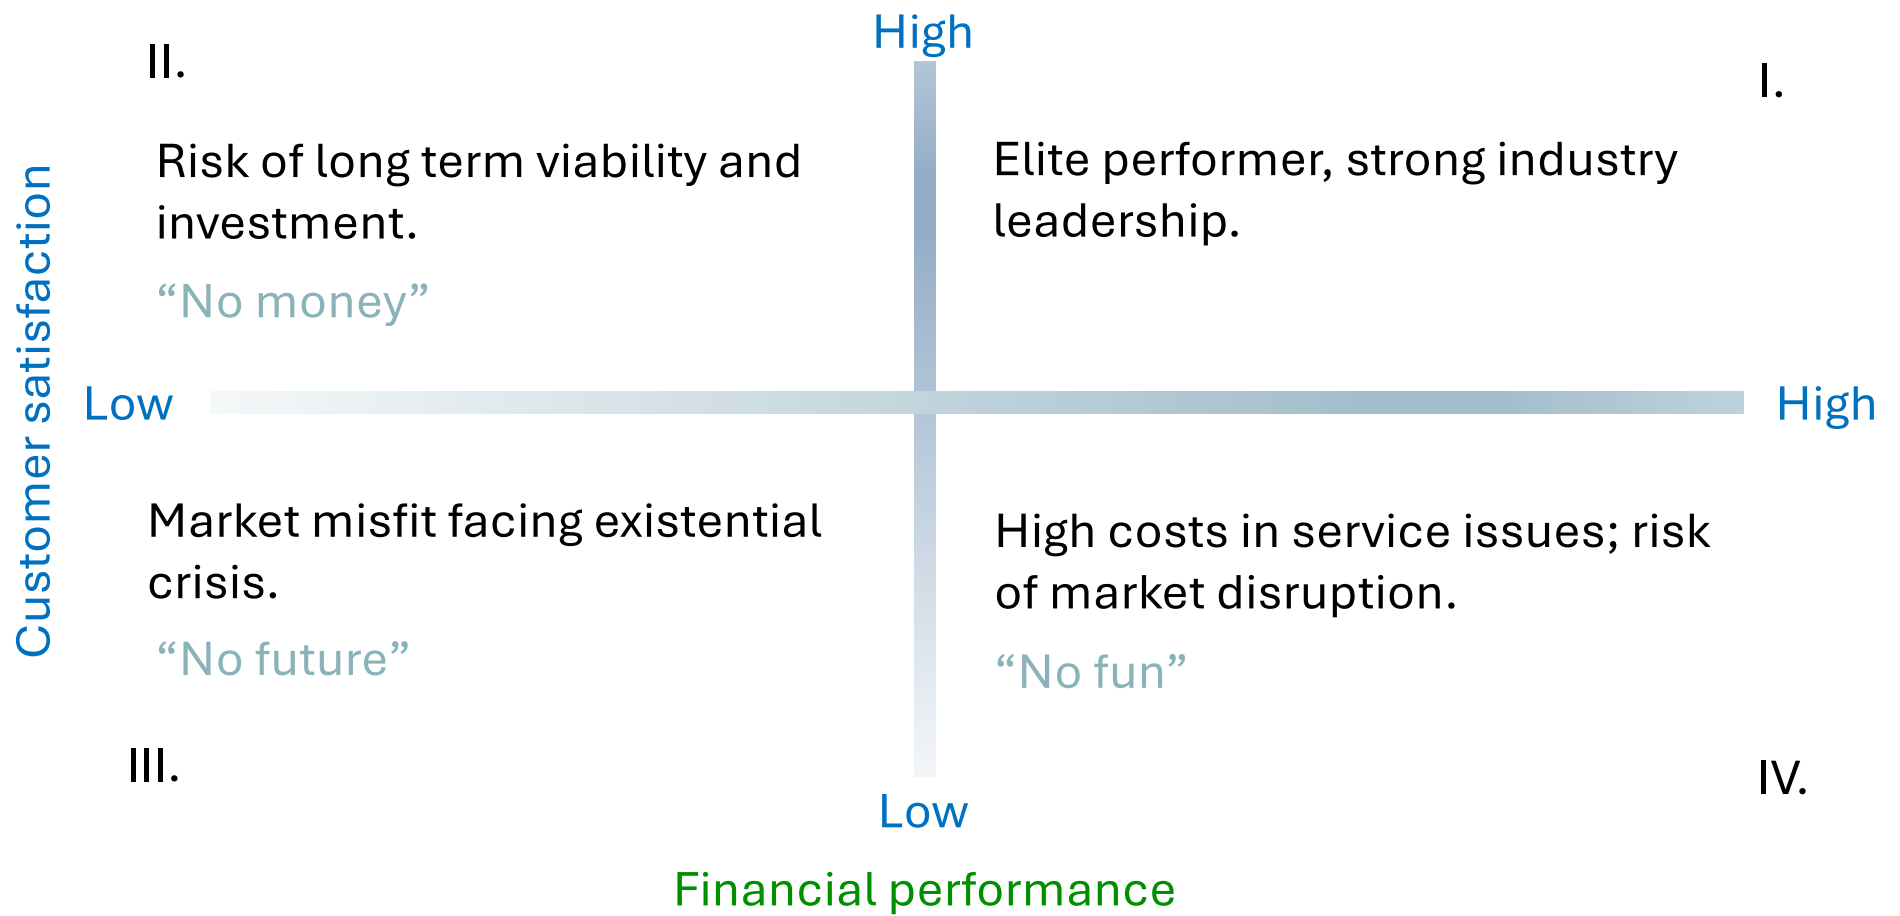 High
II.
I.
Risk of long term viability and
investment.
“No money”
Elite performer, strong industry
leadership.
Customer satisfaction
Low
High
Market misfit facing existential
crisis.
“No future”
High costs in service issues; risk
of market disruption.
“No fun”
III.
IV.
Low
Financial performance